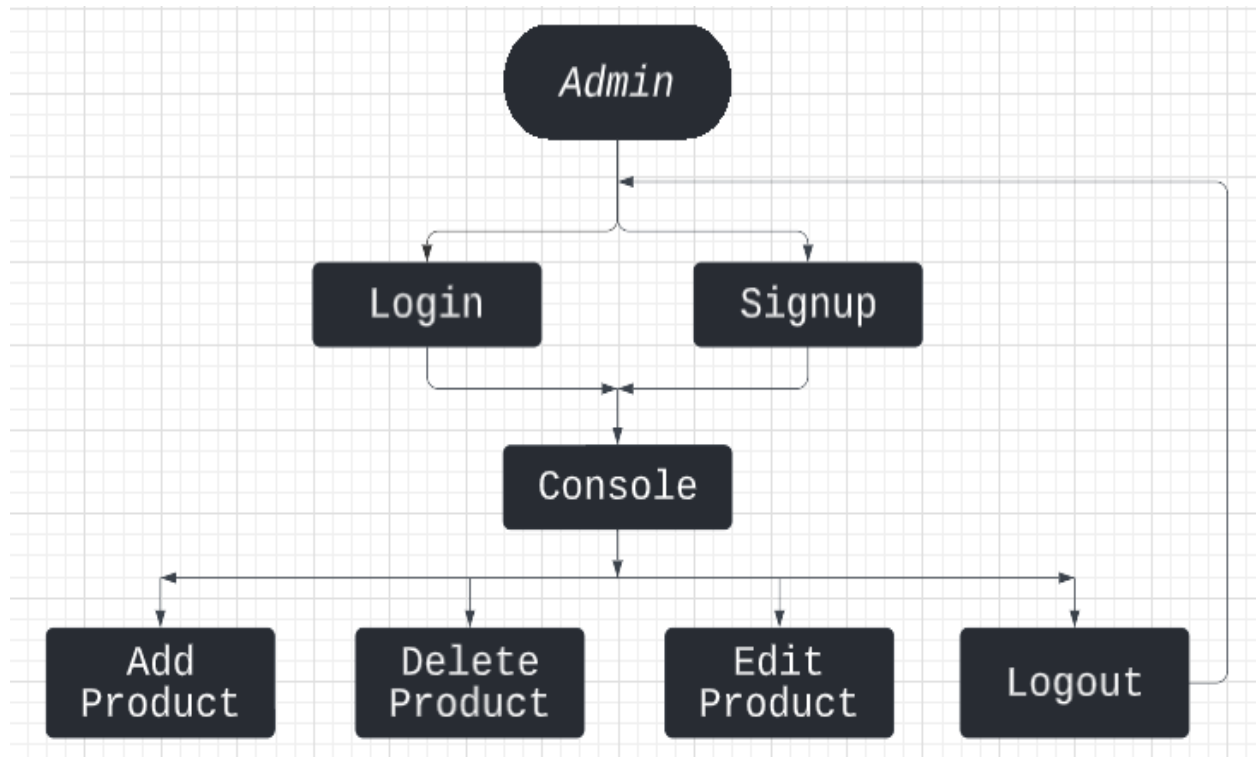 Admin
Login
Signup
Console
Add
Product
Delete
Product
Edit
Product
Logout